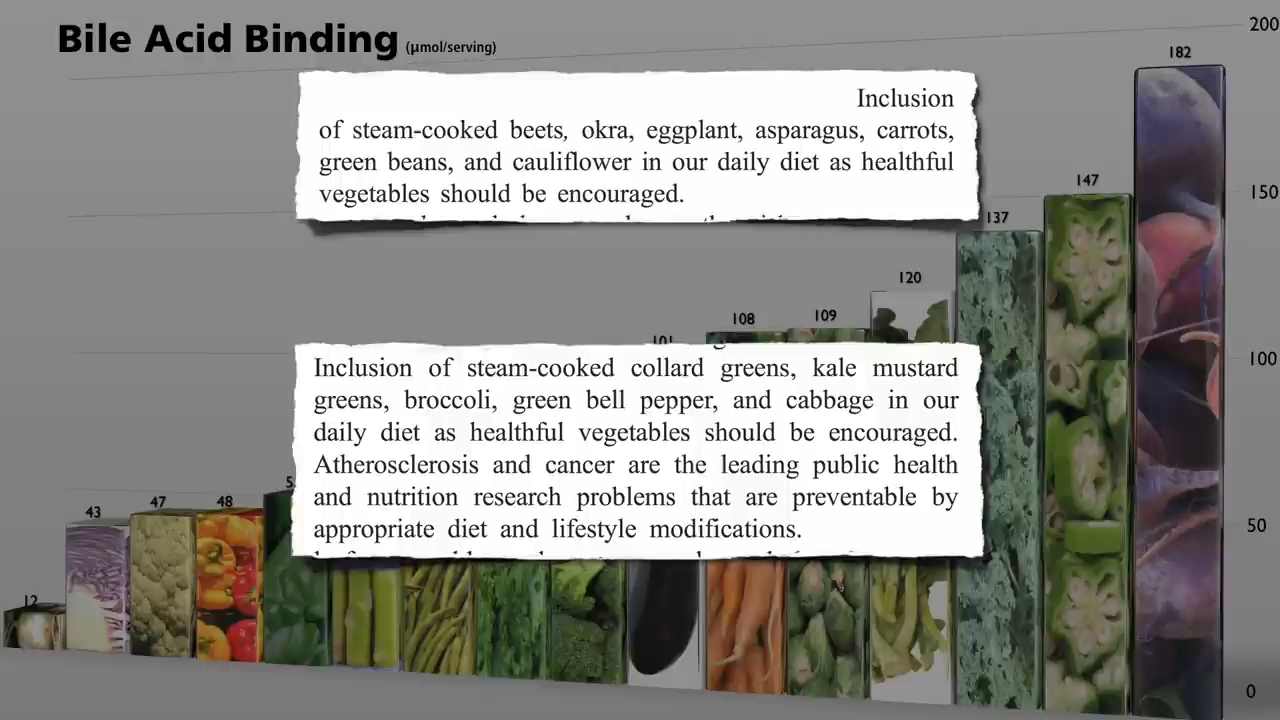 Bile Acid Binding (µmol/serving)
200
182
Inclusion
of steam-cooked beets, okra, eggplant, asparagus, carrots,
green beans, and cauliflower in our daily diet as healthful
vegetables should be encouraged.
150
147
137
120
109
108
101
100
Inclusion of steam-cooked collard greens, kale mustard
greens, broccoli, green bell pepper, and cabbage in our
daily diet as healthful vegetables should be encouraged.
Atherosclerosis and cancer are the leading public health
and nutrition research problems that are preventable by
appropriate diet and lifestyle modifications.
50
48
47
43
12
0